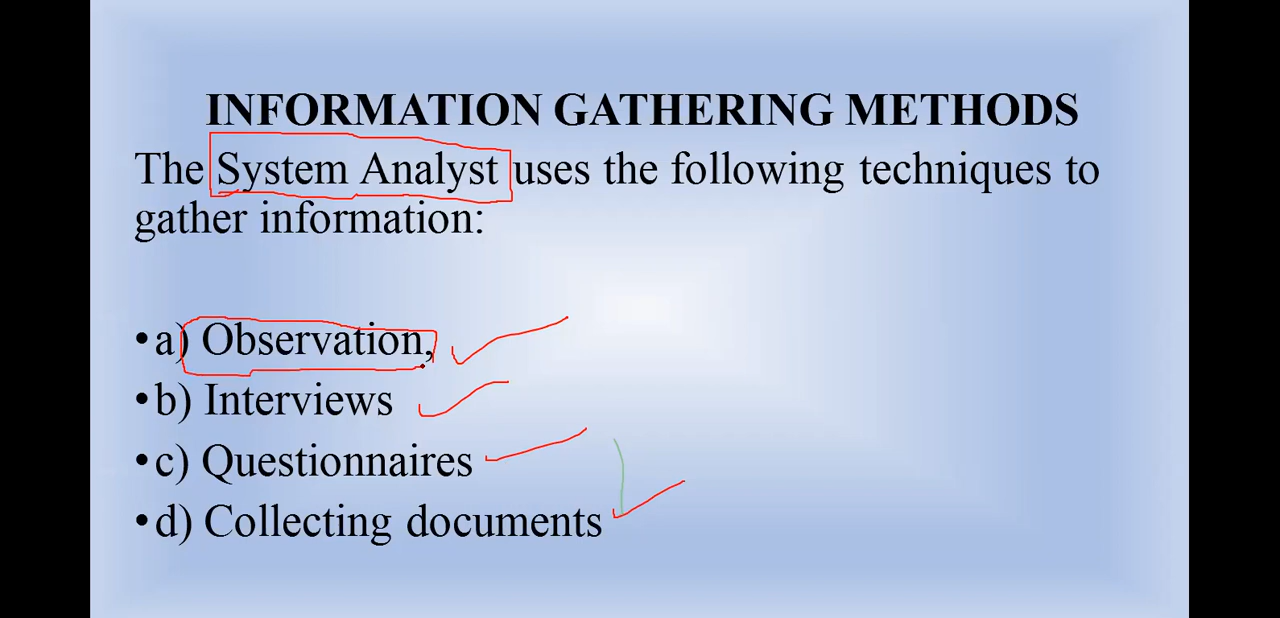 INFORMATION GATHERING METHODS
The System Analyst uses the following techniques to
gather information:
•a) Observation,
•b) Interviews
•c) Questionnaires
•d) Collecting documents